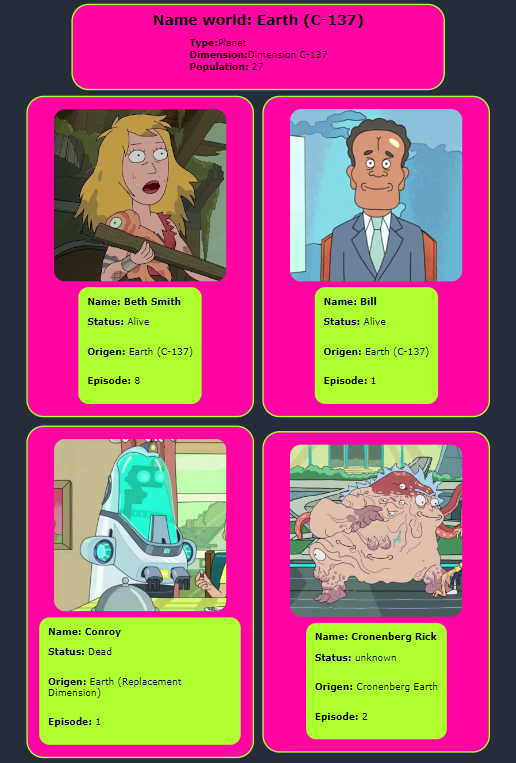 Name world: Earth (C-137)
Type:Planet
Dimension:Dimension C-137
Population: 27
Name: Beth Smith
Status: Alive
Origen: Earth (C-137)
Episode: 8
Name: Bill
Status: Alive
Origen: Earth (C-137)
Episode: 1
Name: Conroy
Status: Dead
Origen: Earth (Replacement
Dimension)
Episode: 1
Name: Cronenberg Rick
Status: unknown
Origen: Cronenberg Earth
Episode: 2